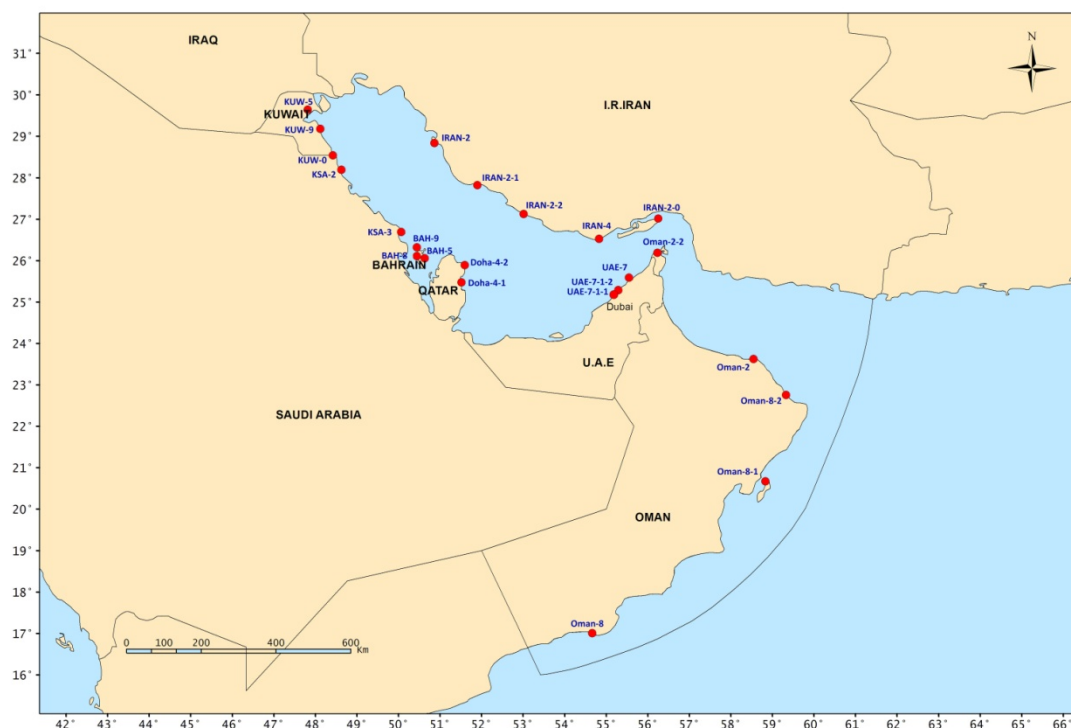 IRAQ
N
31°
30°
29°
28°
27°
26°
25°
24°
23°
22°
21°
20°
19°
18°
17°
16°
I.R.IRAN
KUW-5
KUWAIT
KUW-9
IRAN-2
KUW-0
KSA-2
IRAN-2-1
IRAN-2-2
IRAN-2-0
KSA-3
IRAN-4
BAH-9
Oman-2-2
BAH-8
BAH-5
BAHRAIN
Doha-4-2
UAE-7
Doha-4-1
QATAR
UAE-7-1-2
UAE-7-1-1
Dubai
U.A.E
Oman-2
Oman-8-2
SAUDI ARABIA
Oman-8-1
OMAN
Oman-8
0 100 200 400 600
Km
42° 43° 44° 45° 46° 47° 48° 49° 50° 51° 52° 53° 54° 55° 56° 57° 58° 59° 60° 61° 62° 63° 64° 65° 66°